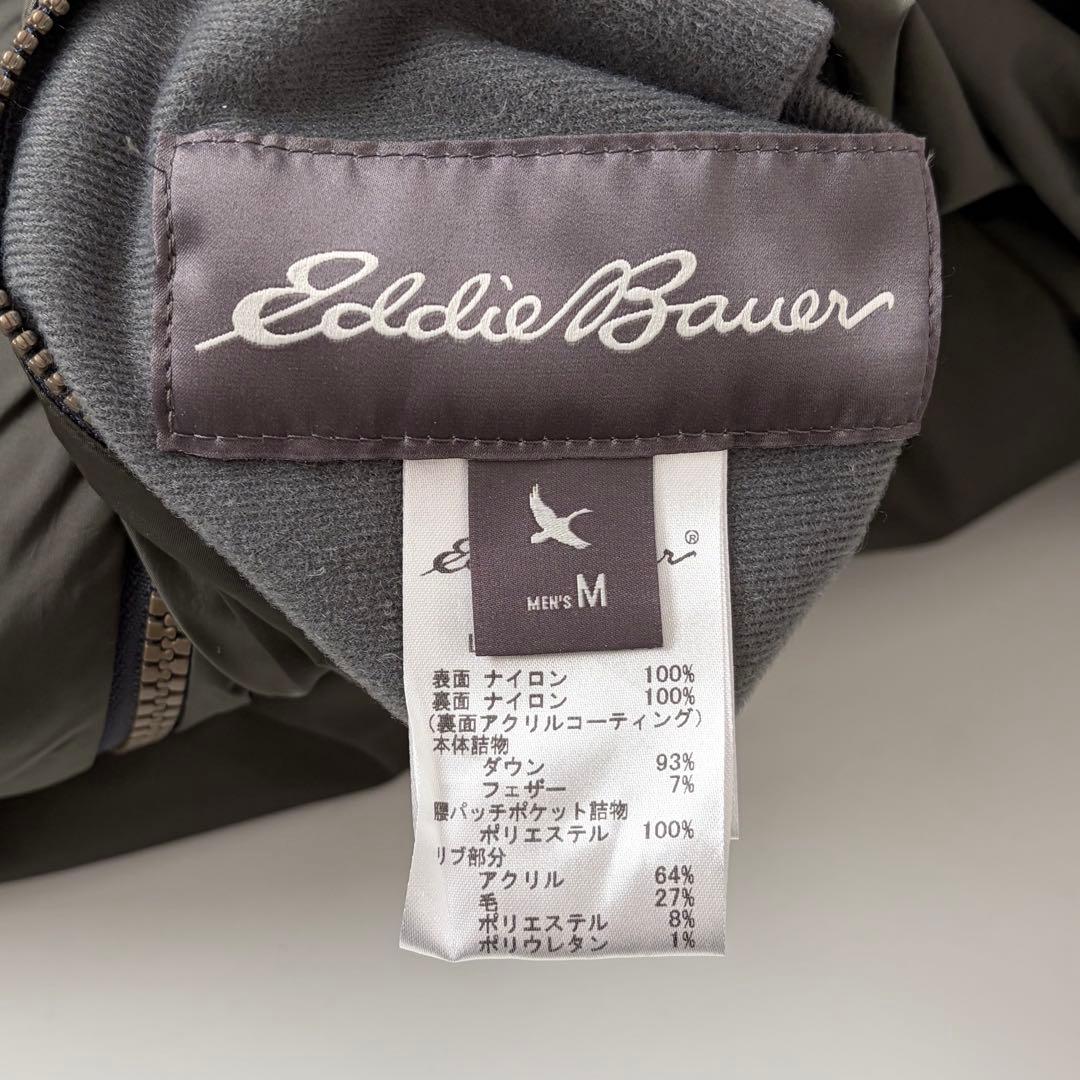 Eddie Bauer
®
MEN'S M
表面 ナイロン 100%
裏面 ナイロン 100%
(裏面アクリルコーティング)
本体詰物
ダウン 93%
フェザー 7%
腰パッチポケット詰物
ポリエステル 100%
リブ部分
アクリル 64%
毛 27%
ポリエステル 8%
ポリウレタン 1%